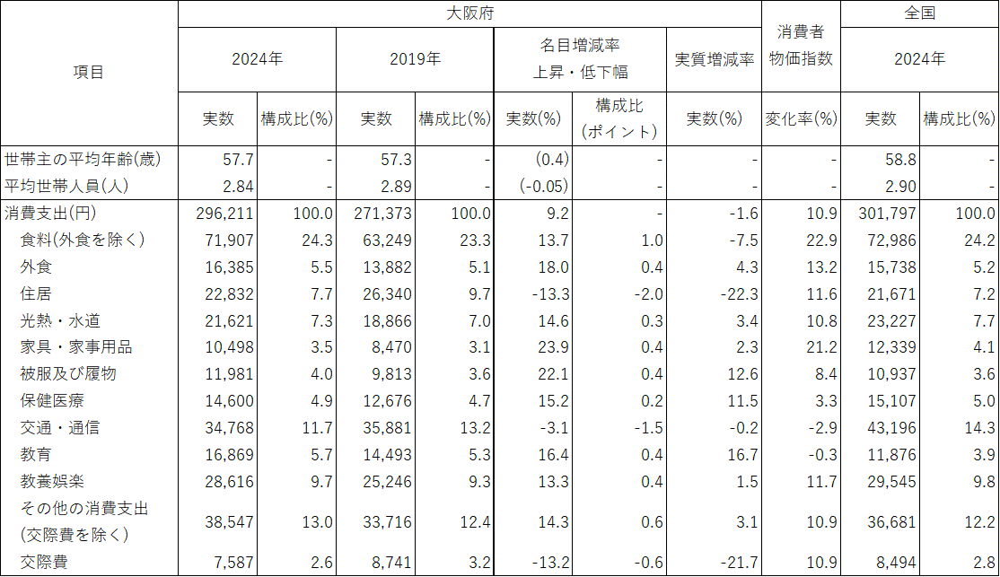 大阪府 全国
項目 2024年 2019年 名目増減率 上昇・低下幅 実質増減率 消費者 物価指数 2024年
実数 構成比(%) 実数 構成比(%) 実数(%) 構成比 (ポイント) 実数(%) 変化率(%) 実数 構成比(%)
世帯主の平均年齢(歳) 57.7 - 57.3 - (0.4) - - - 58.8 -
平均世帯人員(人) 2.84 - 2.89 - (-0.05) - - - 2.90 -
消費支出(円) 296,211 100.0 271,373 100.0 9.2 - -1.6 10.9 301,797 100.0
食料(外食を除く) 71,907 24.3 63,249 23.3 13.7 1.0 -7.5 22.9 72,986 24.2
外食 16,385 5.5 13,882 5.1 18.0 0.4 4.3 13.2 15,738 5.2
住居 22,832 7.7 26,340 9.7 -13.3 -2.0 -22.3 11.6 21,671 7.2
光熱・水道 21,621 7.3 18,866 7.0 14.6 0.3 3.4 10.8 23,227 7.7
家具・家事用品 10,498 3.5 8,470 3.1 23.9 0.4 2.3 21.2 12,339 4.1
被服及び履物 11,981 4.0 9,813 3.6 22.1 0.4 12.6 8.4 10,937 3.6
保健医療 14,600 4.9 12,676 4.7 15.2 0.2 11.5 3.3 15,107 5.0
交通・通信 34,768 11.7 35,881 13.2 -3.1 -1.5 -0.2 -2.9 43,196 14.3
教育 16,869 5.7 14,493 5.3 16.4 0.4 16.7 -0.3 11,876 3.9
教養娯楽 28,616 9.7 25,246 9.3 13.3 0.4 1.5 11.7 29,545 9.8
その他の消費支出
(交際費を除く) 38,547 13.0 33,716 12.4 14.3 0.6 3.1 10.9 36,681 12.2
交際費 7,587 2.6 8,741 3.2 -13.2 -0.6 -21.7 10.9 8,494 2.8